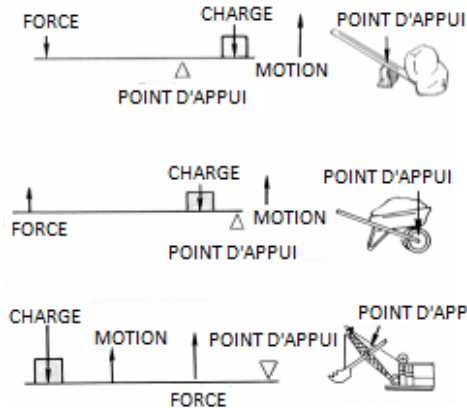 FORCE
CHARGE
POINT D'APPUI
MOTION
POINT D'APPUI
CHARGE
POINT D'APPUI
FORCE
MOTION
POINT D'APPUI
CHARGE
MOTION
POINT D'APPUI
POINT D'APP
FORCE